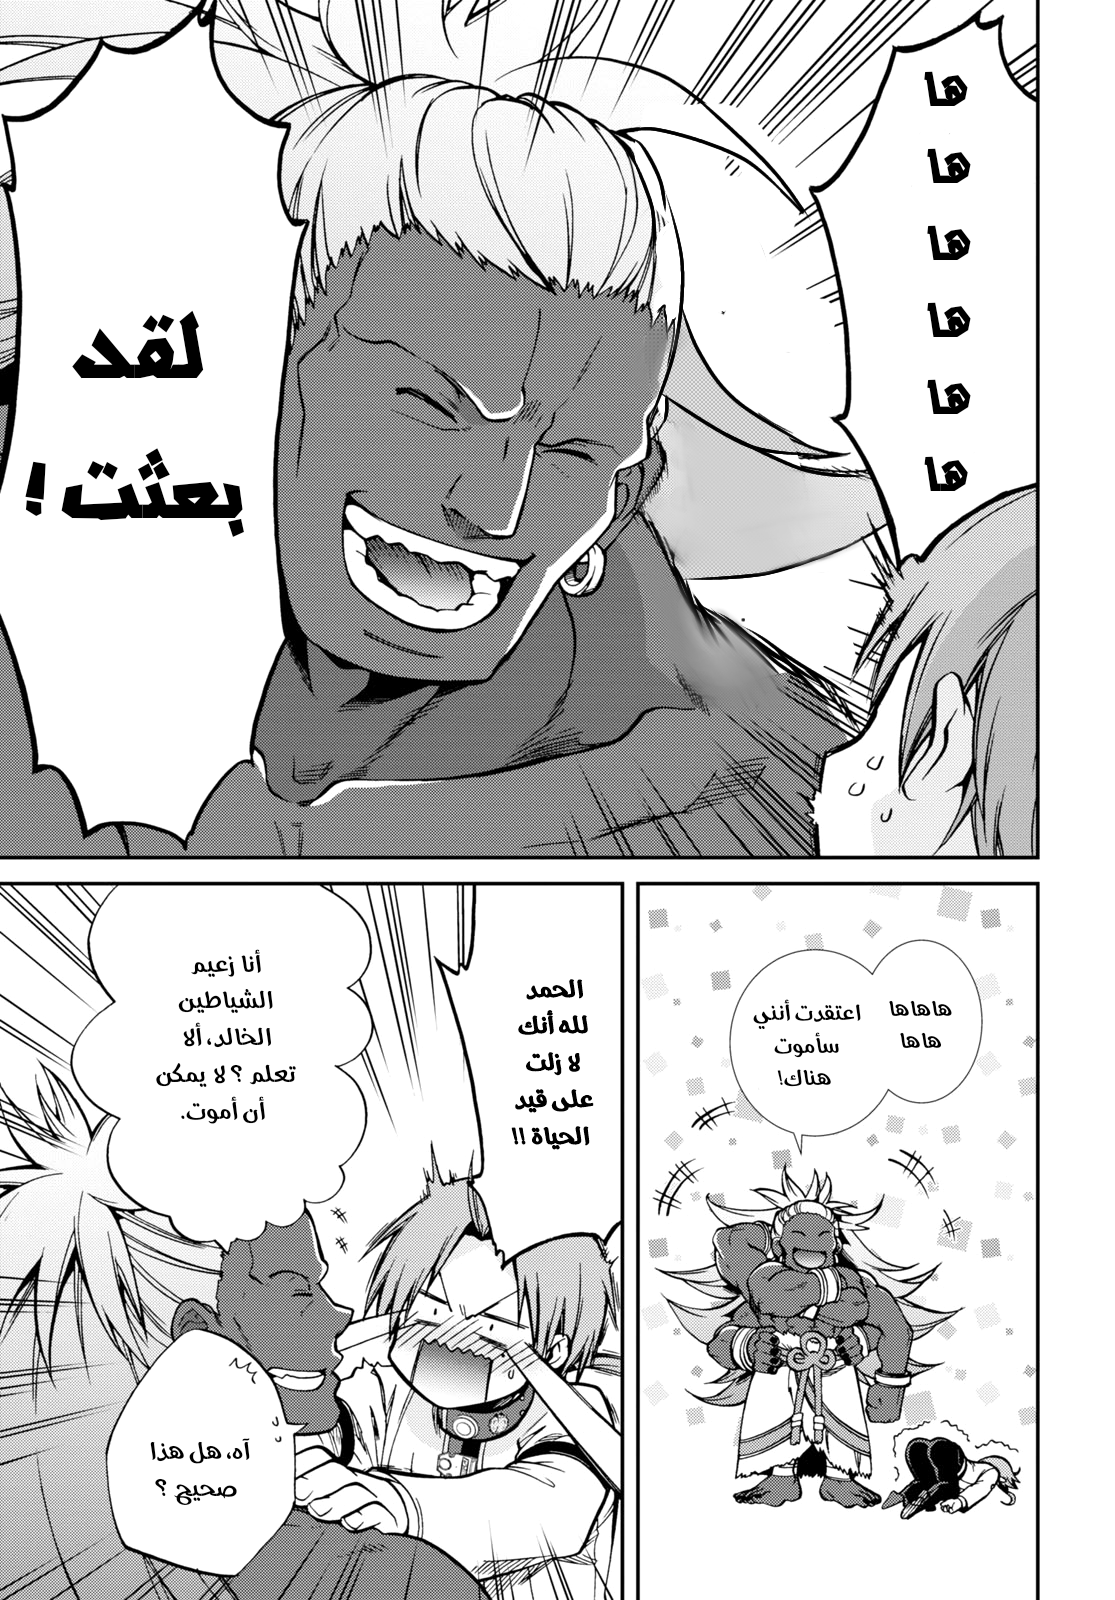 ها
ها
ها
ها
ها
ها
لقد
بعثت !
هاهاها
هاها
اعتقدت أنني
سأموت
هناك!
الحمد
لله أنك
لا زلت
على قيد
الحياة !!
أنا زعيم
الشياطين
الخالد، ألا
تعلم ؟ لا يمكن
أن أموت.
آه، هل هذا
صحيح ؟